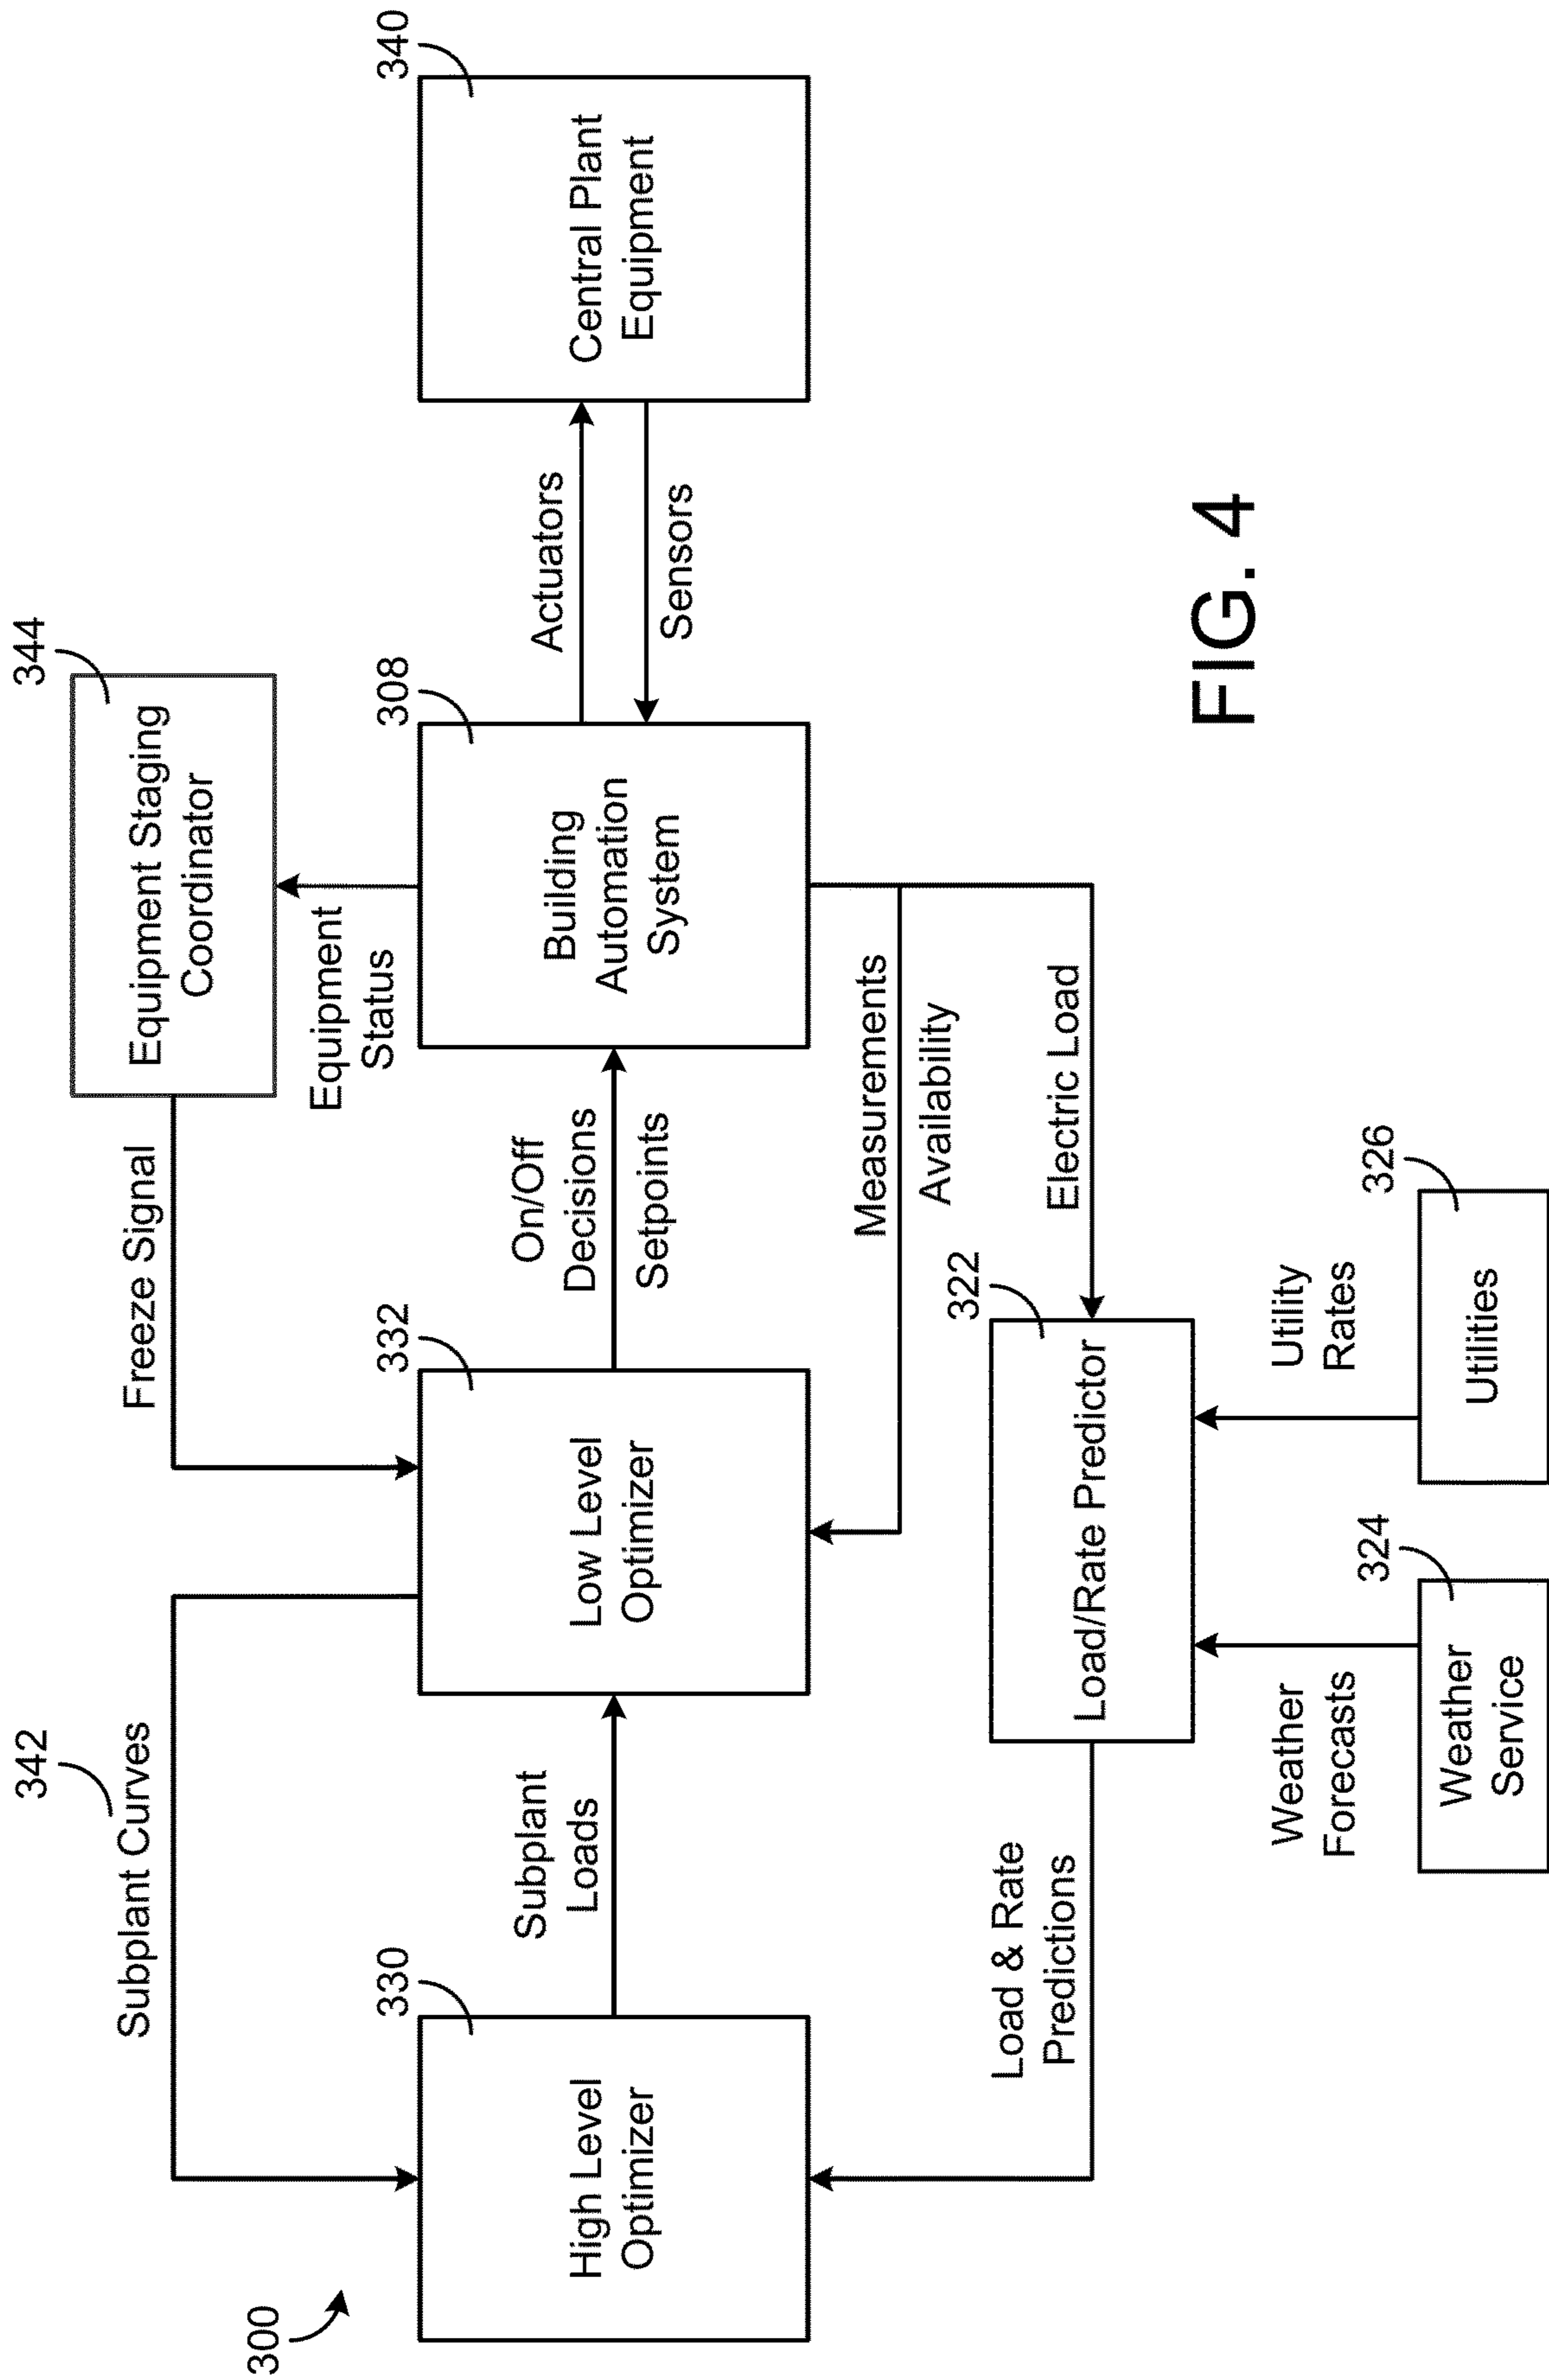 300
342
Subplant Curves
Freeze Signal
344
Equipment Staging
Coordinator
Equipment
Status
330
High Level
Optimizer
Subplant
Loads
332
Low Level
Optimizer
On/Off
Decisions
Setpoints
308
Building
Automation
System
Actuators
Sensors
340
Central Plant
Equipment
Measurements
Availability
Load & Rate
Predictions
322
Load/Rate Predictor
Electric Load
Weather
Forecasts
Utility
Rates
324
Weather
Service
326
Utilities
FIG. 4